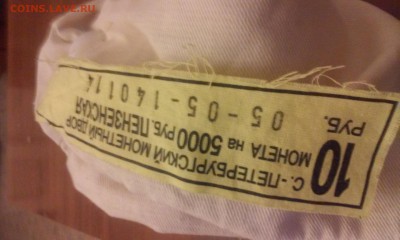 COINS.LAVE.RU
С.-ПЕТЕРБУРГСКИЙ МОНЕТНЫЙ ДВОР
10 МОНЕТА на 5000 РУБ. ПЕНЗЕНСКАЯ
РУБ. 05-05-140114